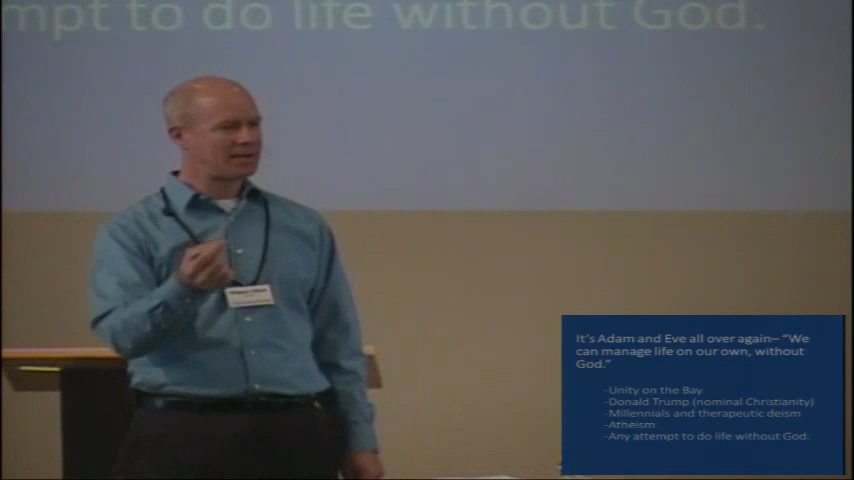 mpt to do life without God.
It's Adam and Eve all over again– "We
can manage life on our own, without
God."
-Unity on the Bay
-Donald Trump (nominal Christianity)
-Millennials and therapeutic deism
-Atheism
-Any attempt to do life without God.